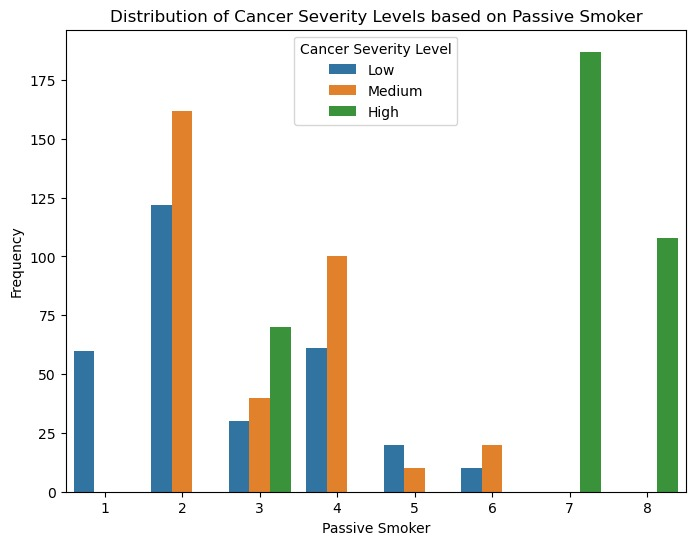 Distribution of Cancer Severity Levels based on Passive Smoker
Cancer Severity Level
Low
Medium
High
Frequency
175
150
125
100
75
50
25
0
1 2 3 4 5 6 7 8
Passive Smoker